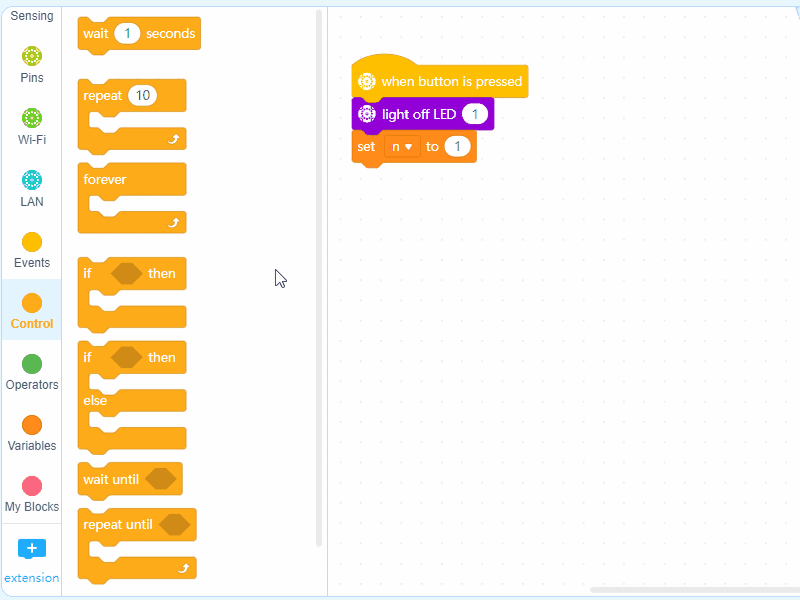 Sensing
Pins
Wi-Fi
LAN
Events
Control
Operators
Variables
My Blocks
extension
wait 1 seconds
repeat 10
forever
if then
if then
else
wait until
repeat until
when button is pressed
light off LED 1
set n to 1